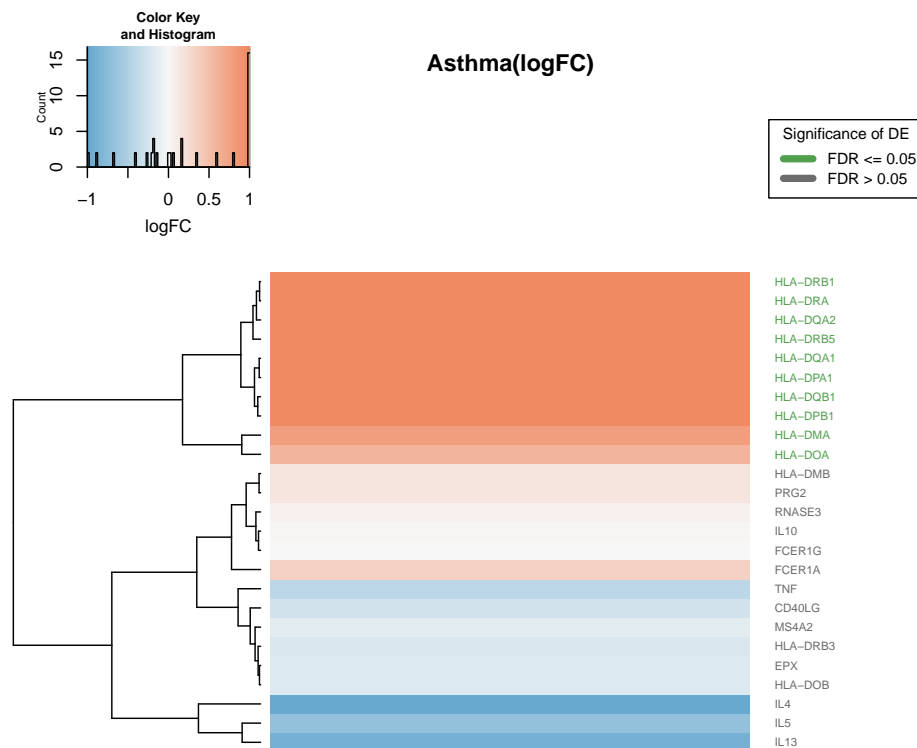 Color Key
and Histogram
Count
0
5
10
15
−1
0
0.5
1
logFC
Asthma(logFC)
Significance of DE
FDR <= 0.05
FDR > 0.05
HLA−DRB1
HLA−DRA
HLA−DQA2
HLA−DRB5
HLA−DQA1
HLA−DPA1
HLA−DQB1
HLA−DPB1
HLA−DMA
HLA−DOA
HLA−DMB
PRG2
RNASE3
IL10
FCER1G
FCER1A
TNF
CD40LG
MS4A2
HLA−DRB3
EPX
HLA−DOB
IL4
IL5
IL13